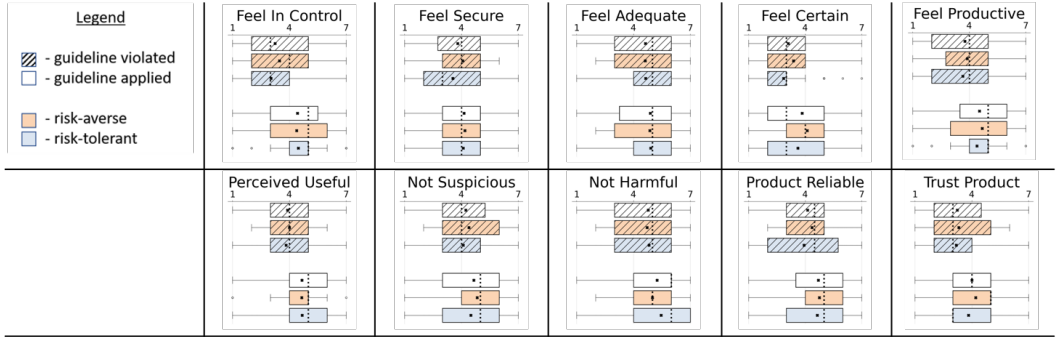 Legend
- guideline violated
- guideline applied
- risk-averse
- risk-tolerant
Feel In Control
1 4 7
Feel Secure
1 4 7
Feel Adequate
1 4 7
Feel Certain
1 4 7
Feel Productive
1 4 7
Perceived Useful
1 4 7
Not Suspicious
1 4 7
Not Harmful
1 4 7
Product Reliable
1 4 7
Trust Product
1 4 7